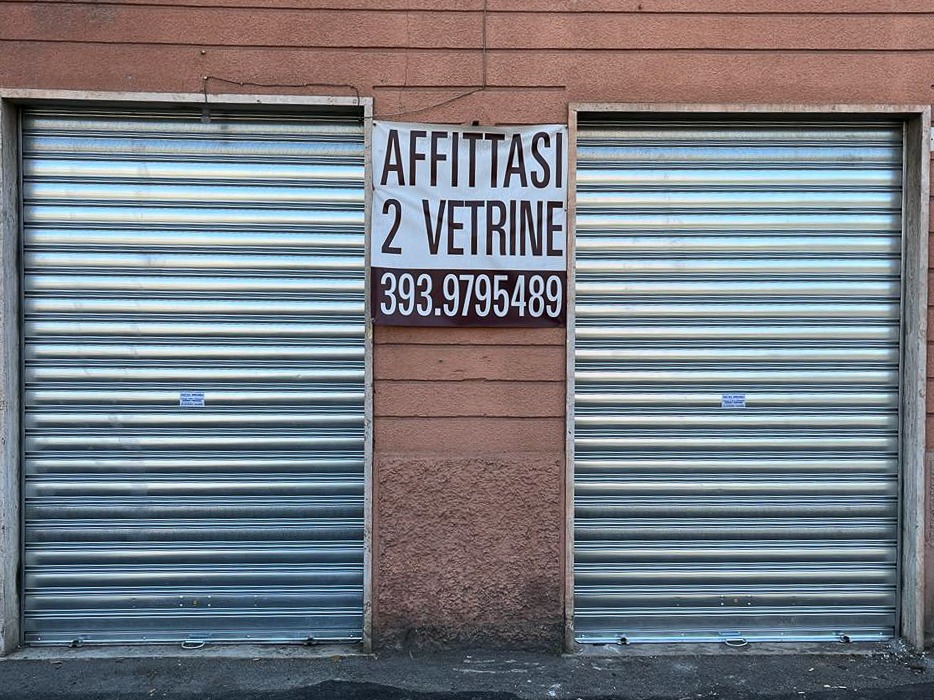 AFFITTASI
2 VETRINE
393.9795489